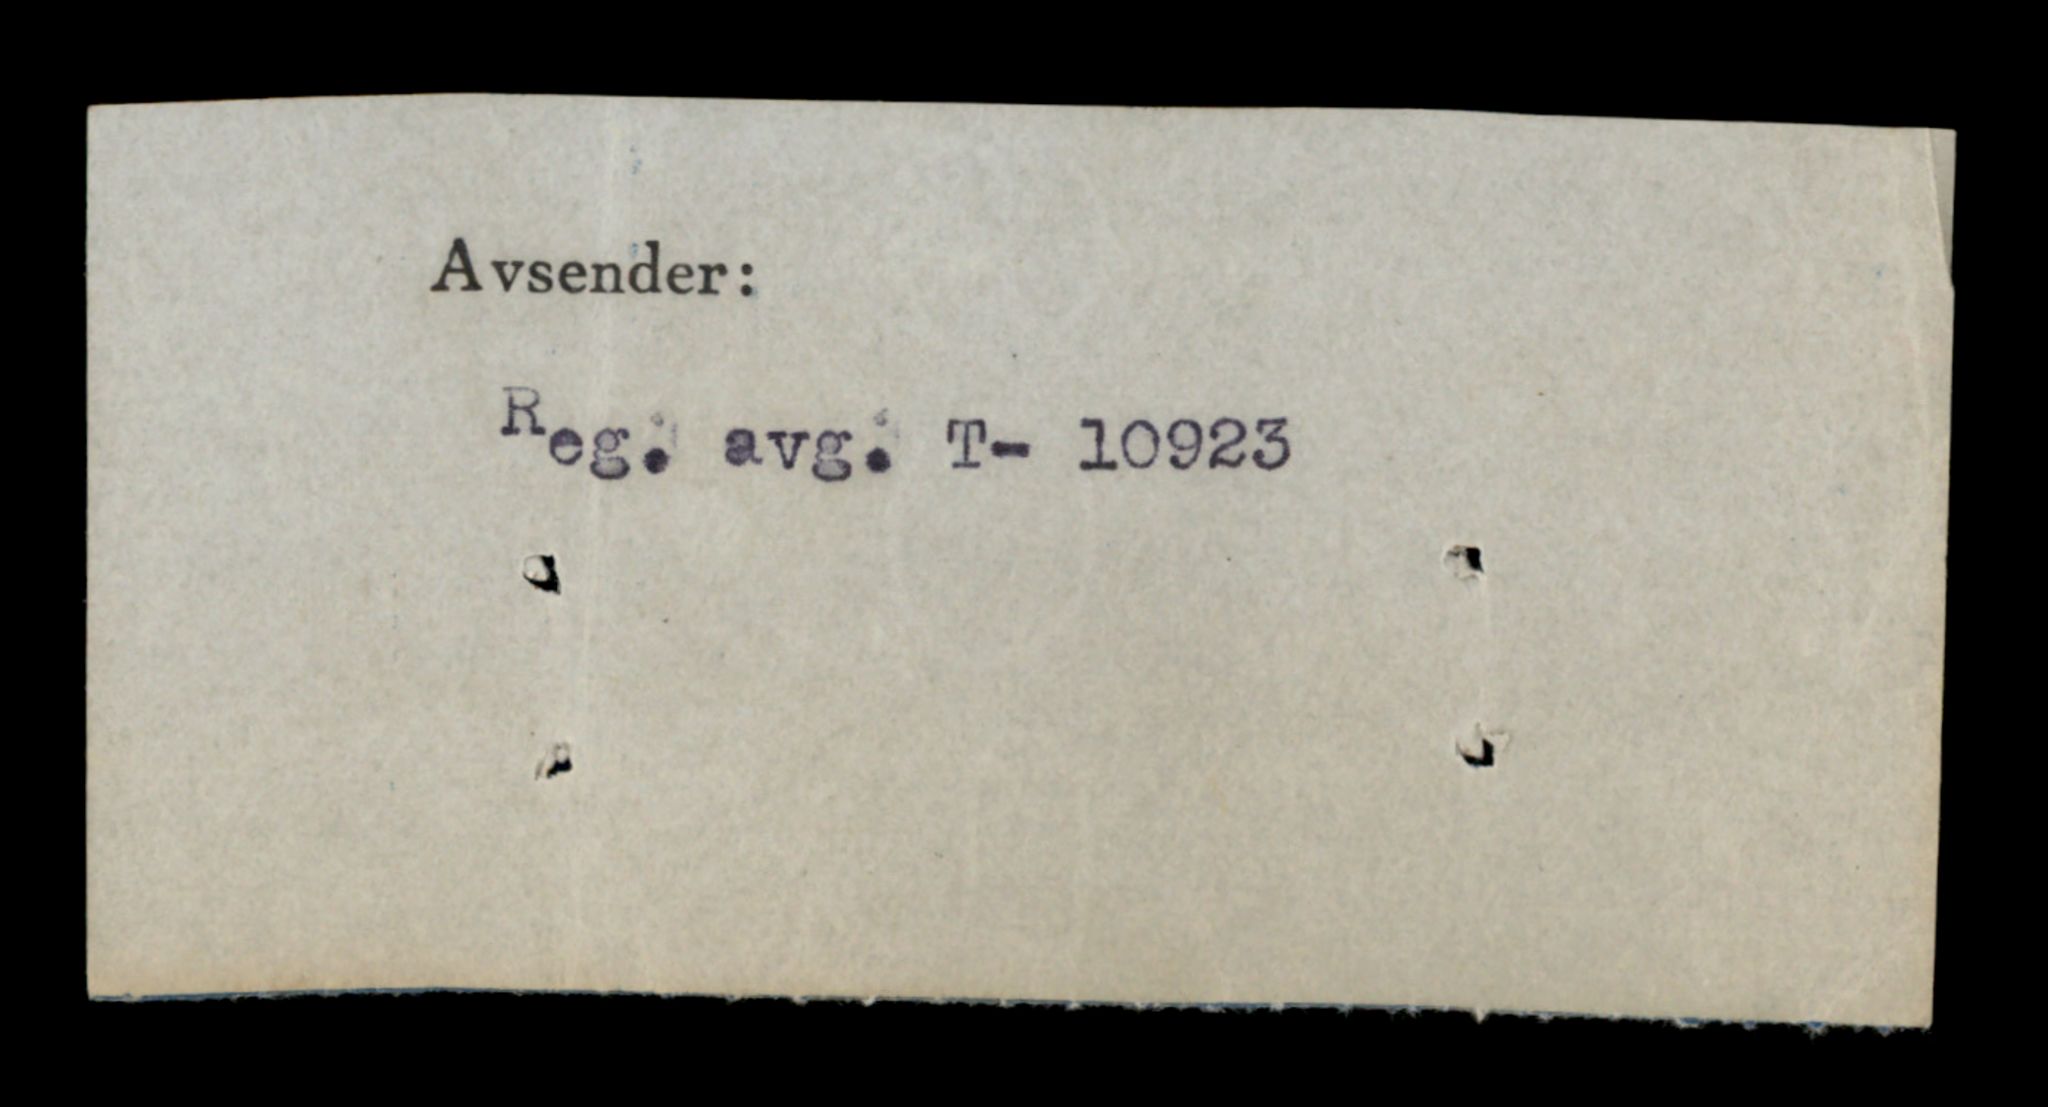 Avsender:
Reg. avg. T- 10923